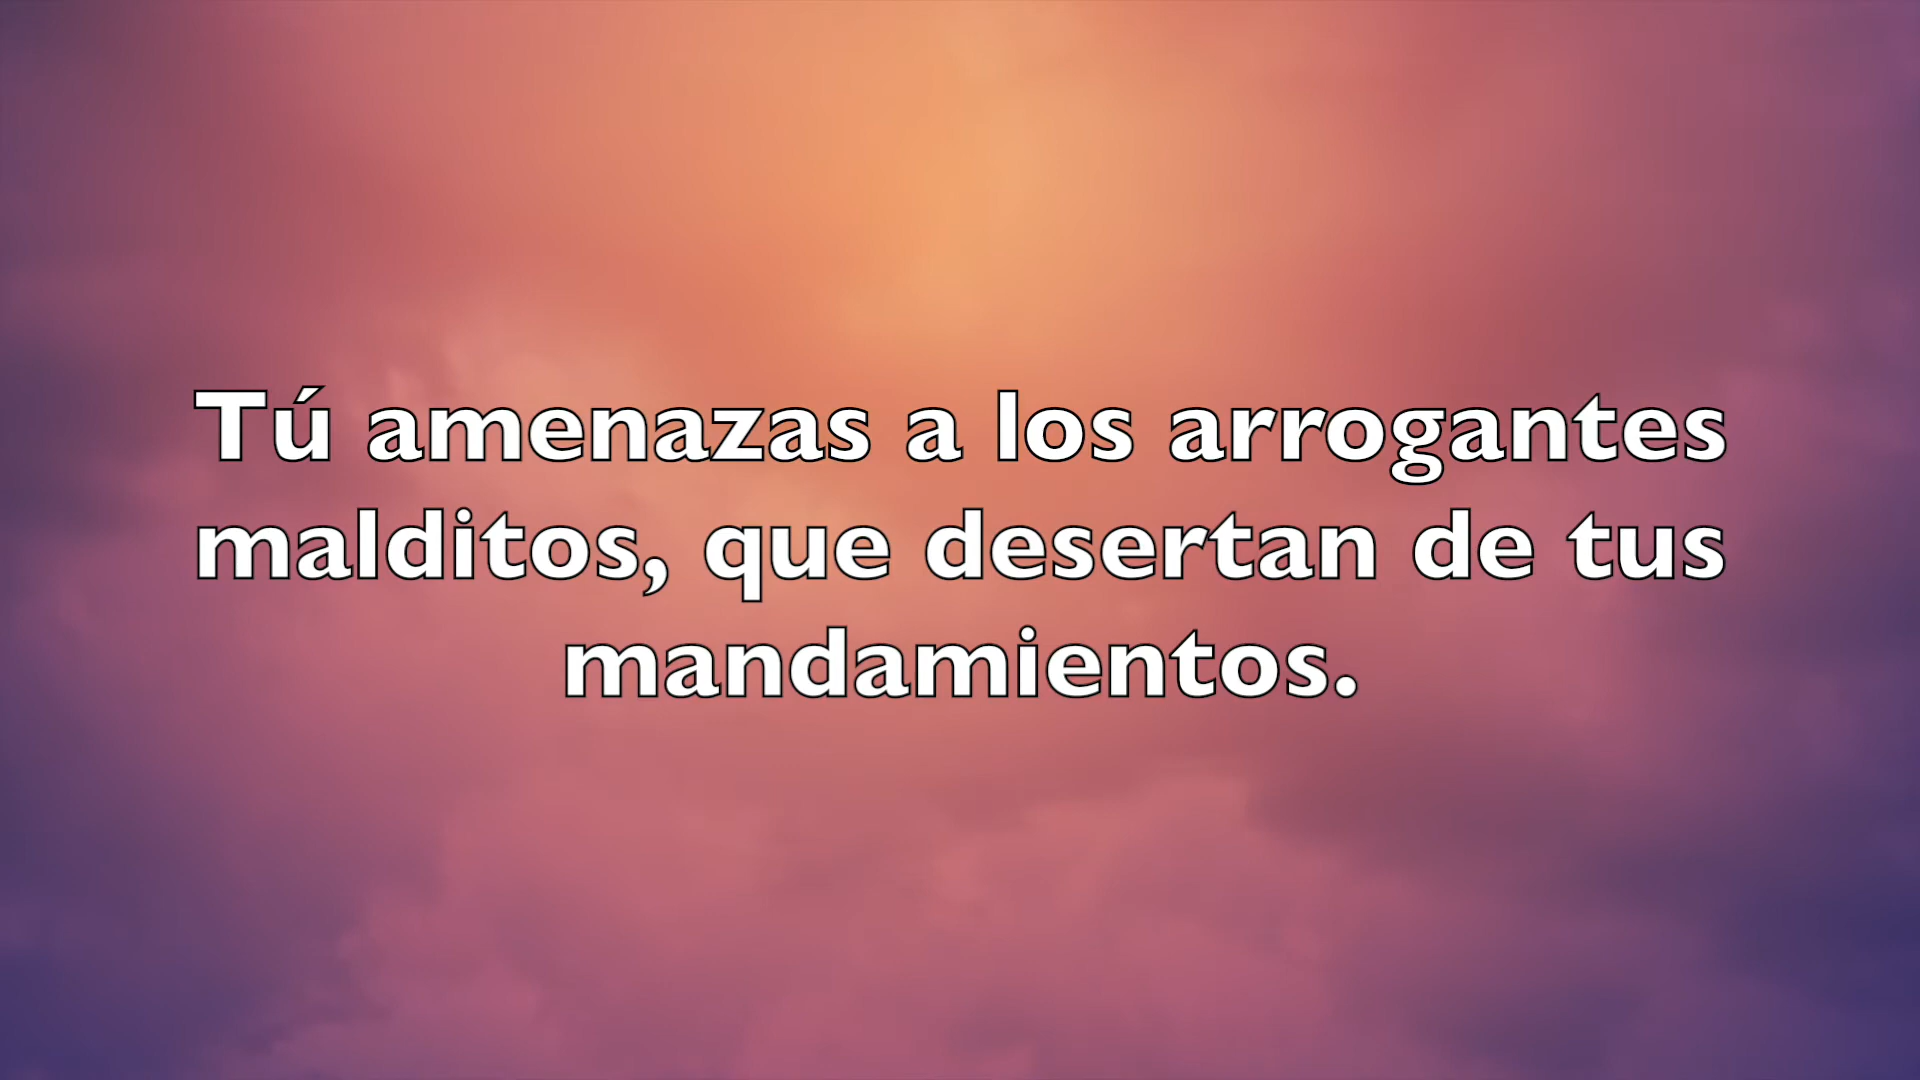 Tú amenazas a los arrogantes
malditos, que desertan de tus
mandamientos.